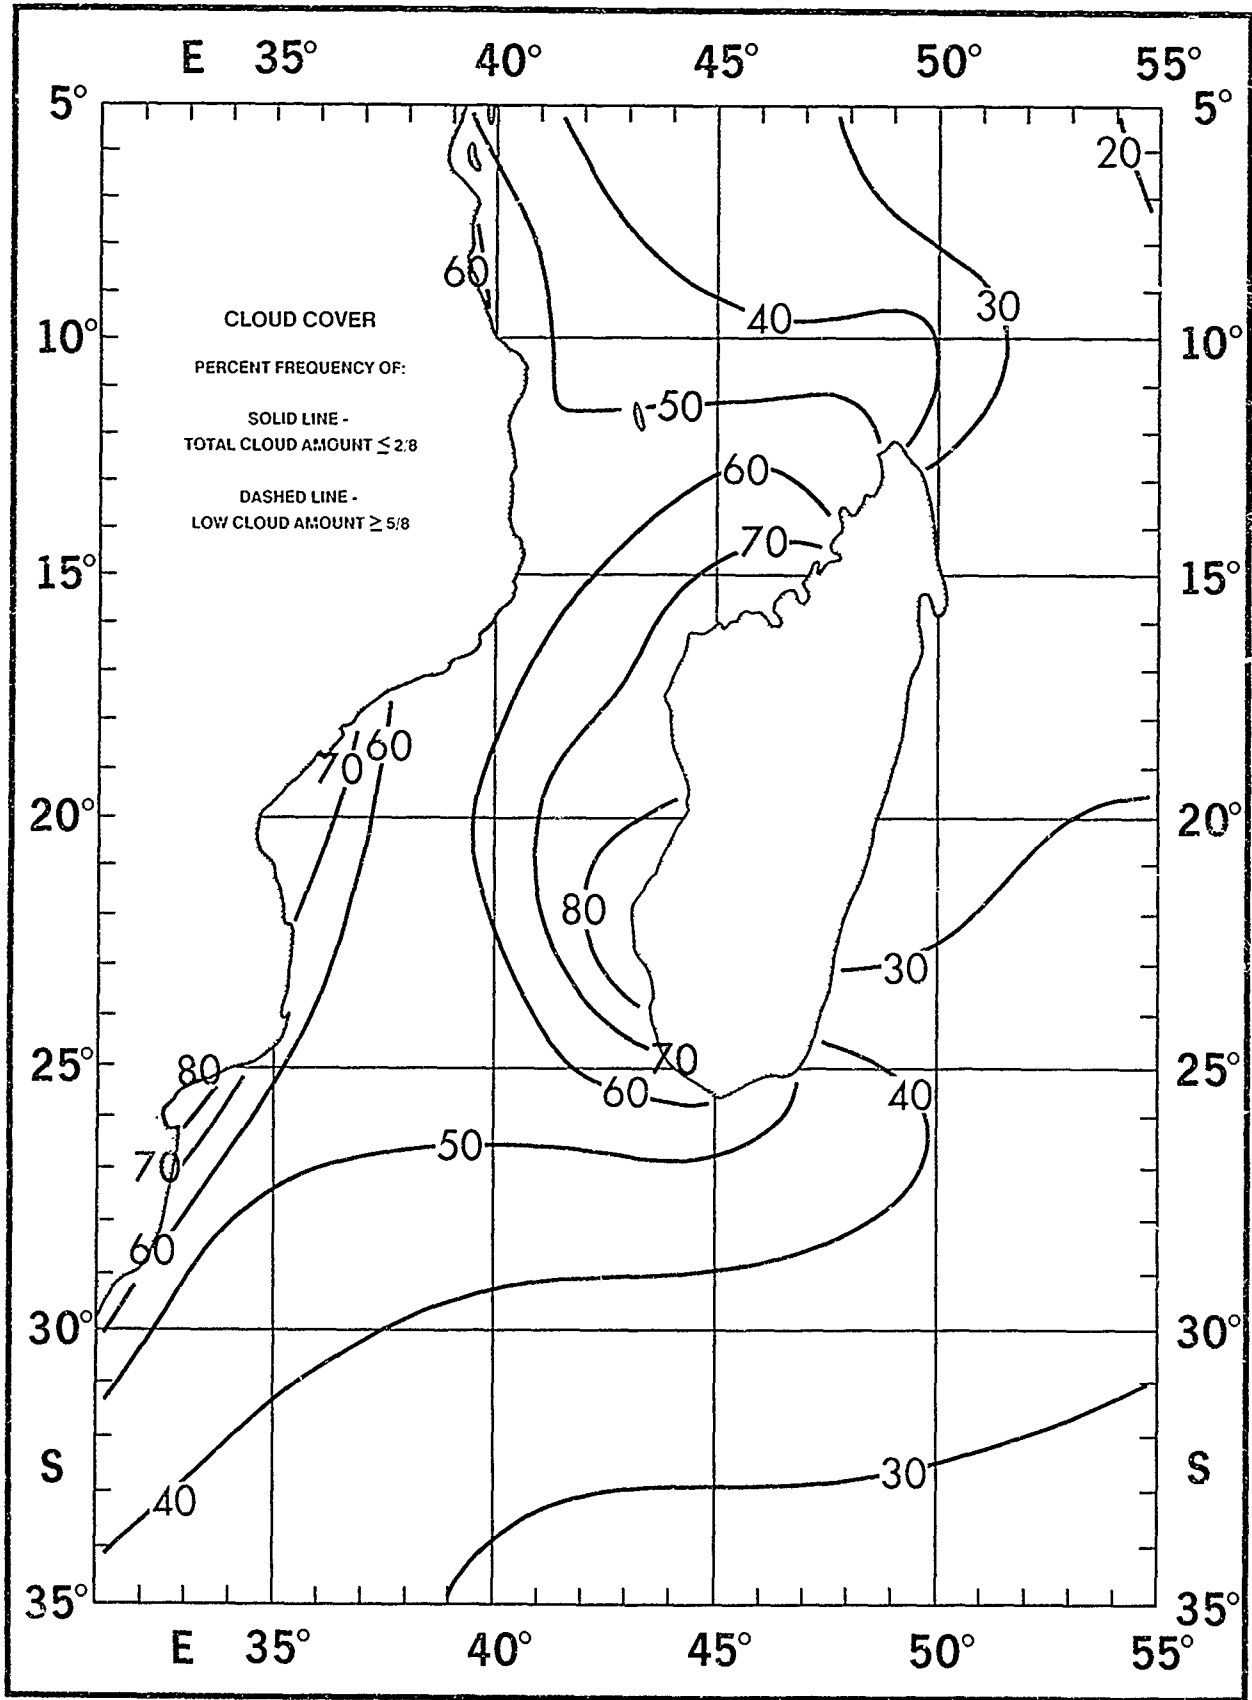 E 35° 40° 45° 50° 55°
5° 5°
20
60
30
CLOUD COVER
40
10° 10°
PERCENT FREQUENCY OF:
50
SOLID LINE -
TOTAL CLOUD AMOUNT ≤ 2/8
60
DASHED LINE -
LOW CLOUD AMOUNT ≥ 5/8
70
15° 15°
60
70
20° 20°
80
30
70
25° 80 25°
60 40
50
70
60
30° 30°
S 30 S
40
35° 35°
E 35° 40° 45° 50° 55°